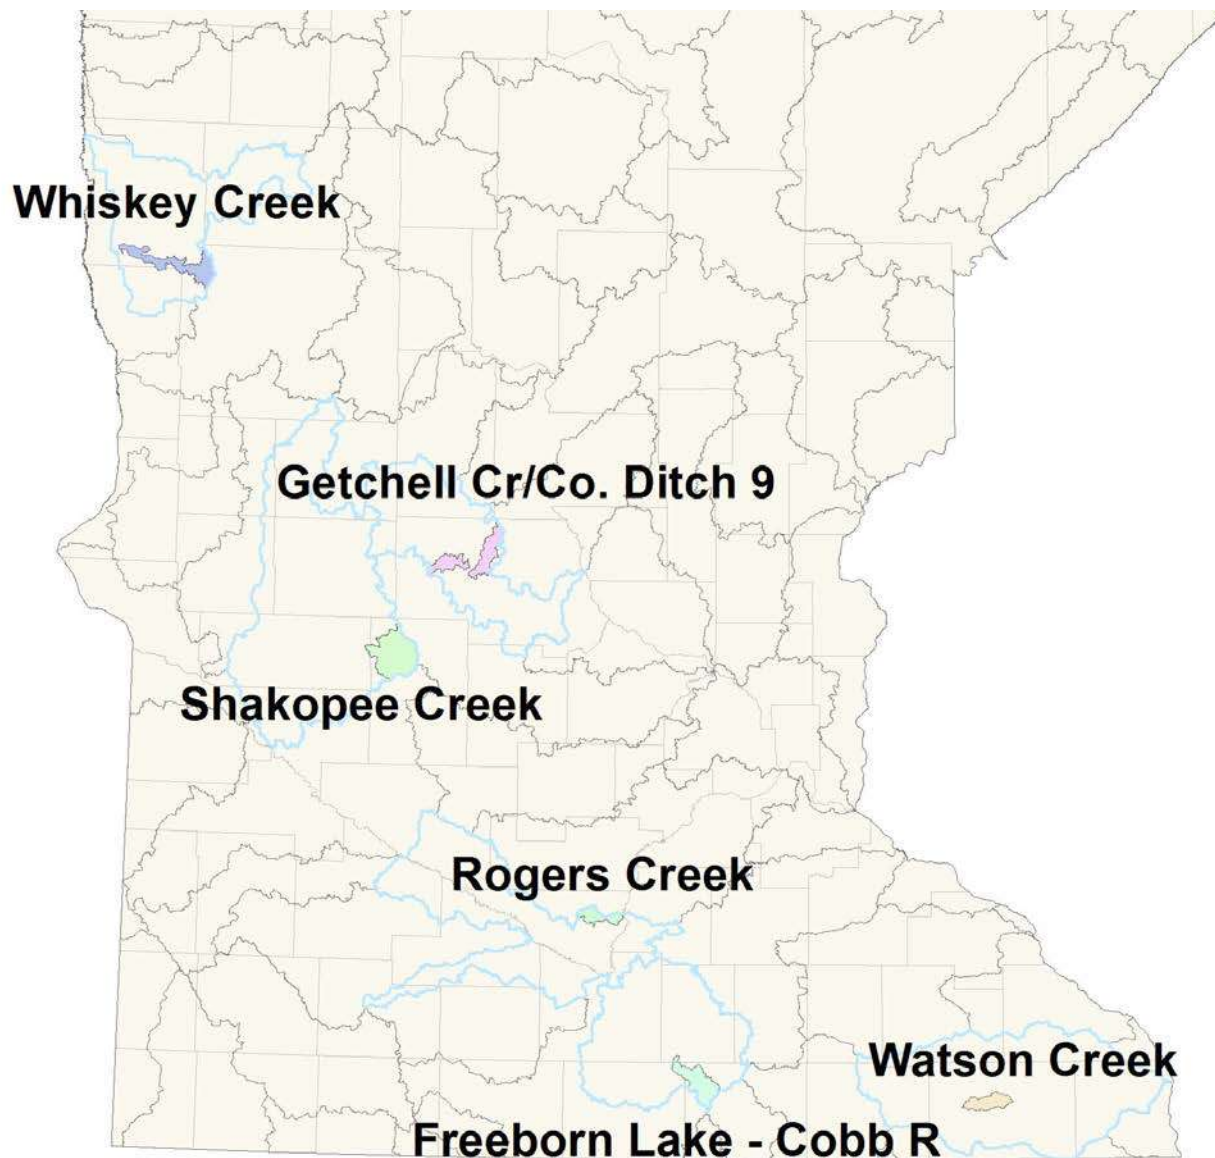 Whiskey Creek
Getchell Cr/Co. Ditch 9
Shakopee Creek
Rogers Creek
Watson Creek
Freeborn Lake - Cobb R